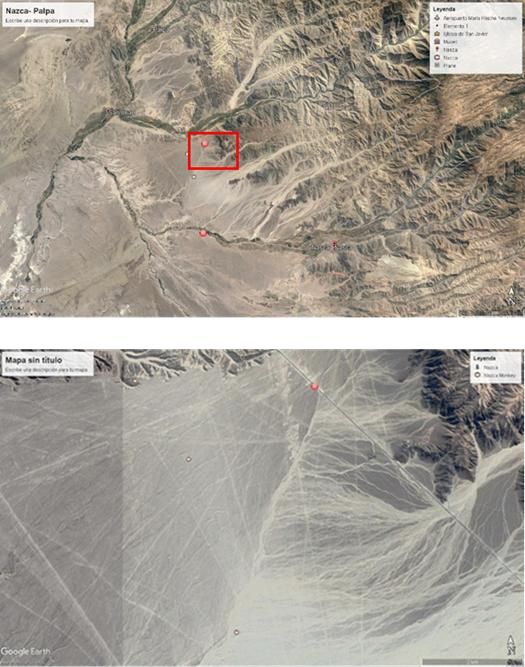 Nazca- Palpa
Escribe una descripción para tu mapa.
Leyenda
Aeropuerto María Reiche Neuman
Elemento 1
Iglesia de San Javier
Museo
Nasca
Nazca
Google Earth
Mapa sin título
Escribe una descripción para tu mapa.
Leyenda
Nazca
Nazca Monkey
Google Earth